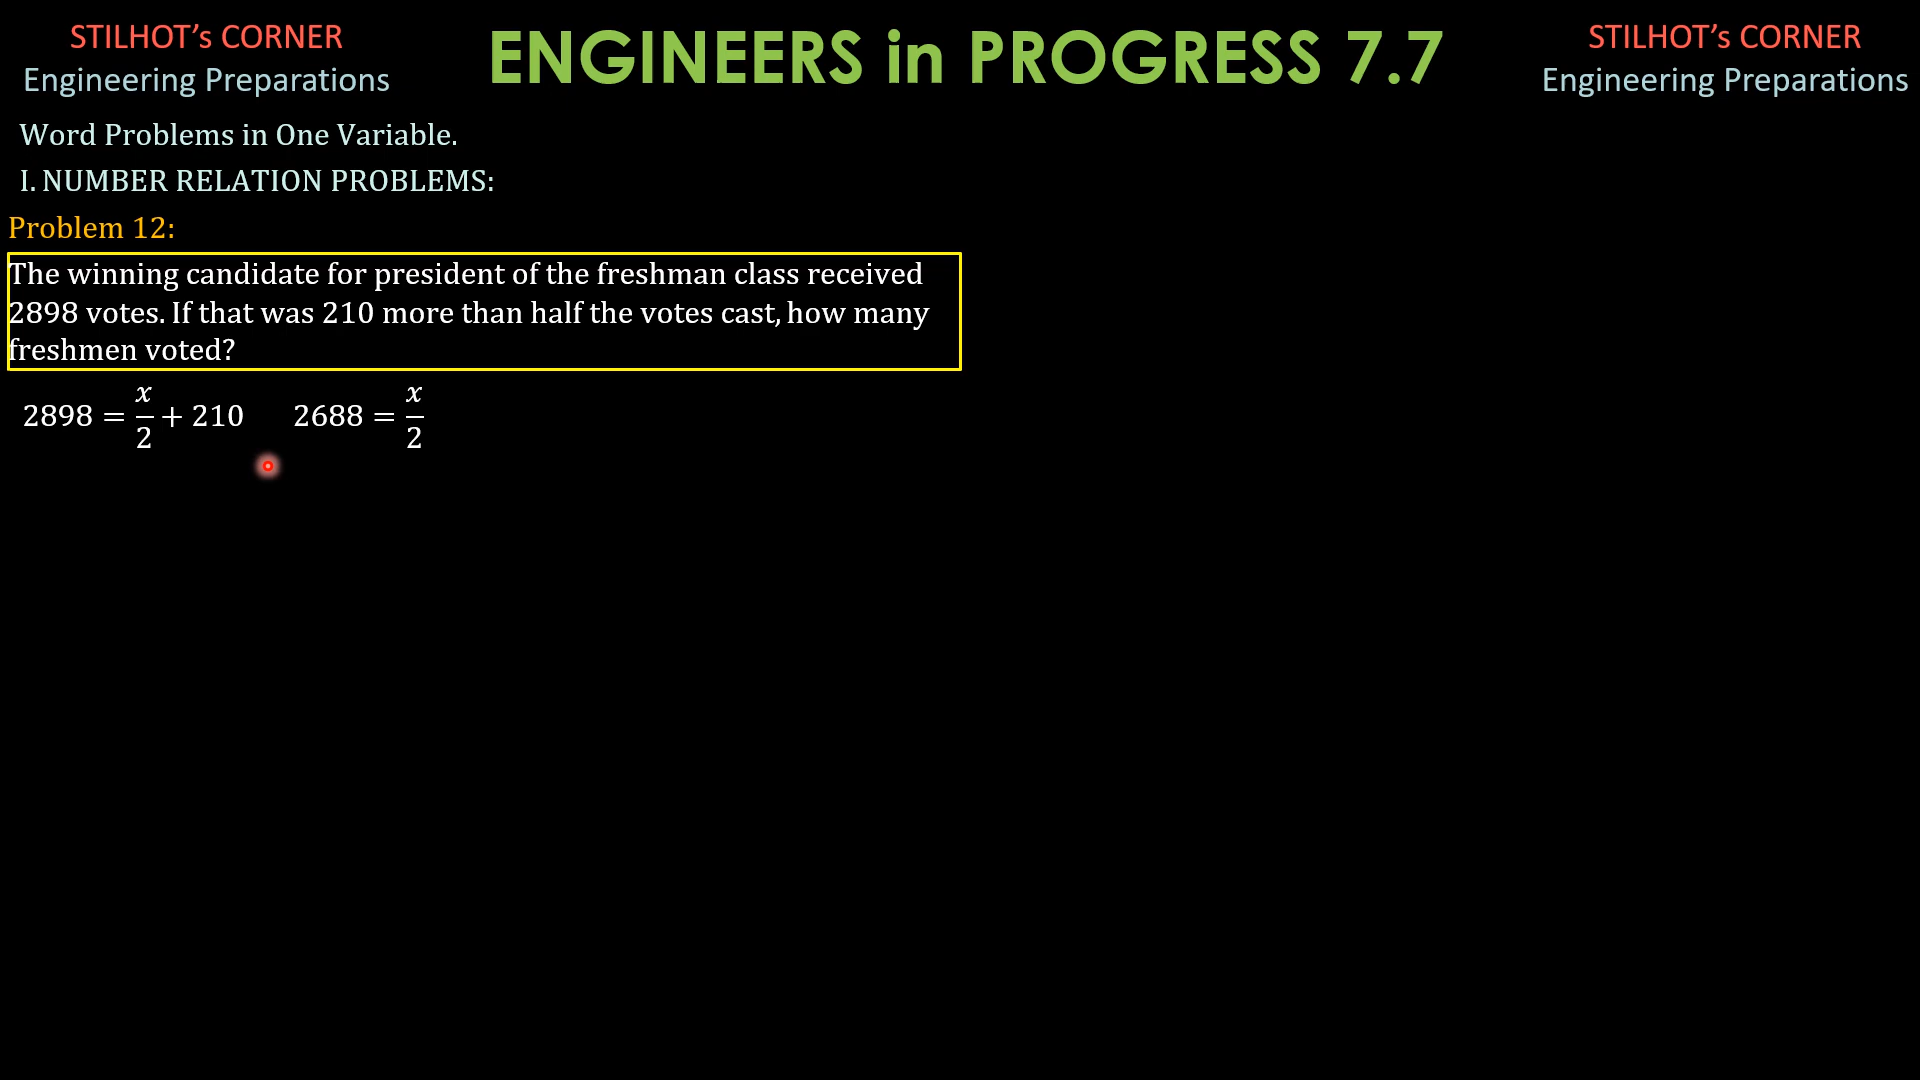 STILHOT's CORNER
Engineering Preparations
ENGINEERS in PROGRESS 7.7
STILHOT's CORNER
Engineering Preparations
Word Problems in One Variable.
I. NUMBER RELATION PROBLEMS:
Problem 12:
The winning candidate for president of the freshman class received
2898 votes. If that was 210 more than half the votes cast, how many
freshmen voted?
2898 = x/2 + 210 2688 = x/2